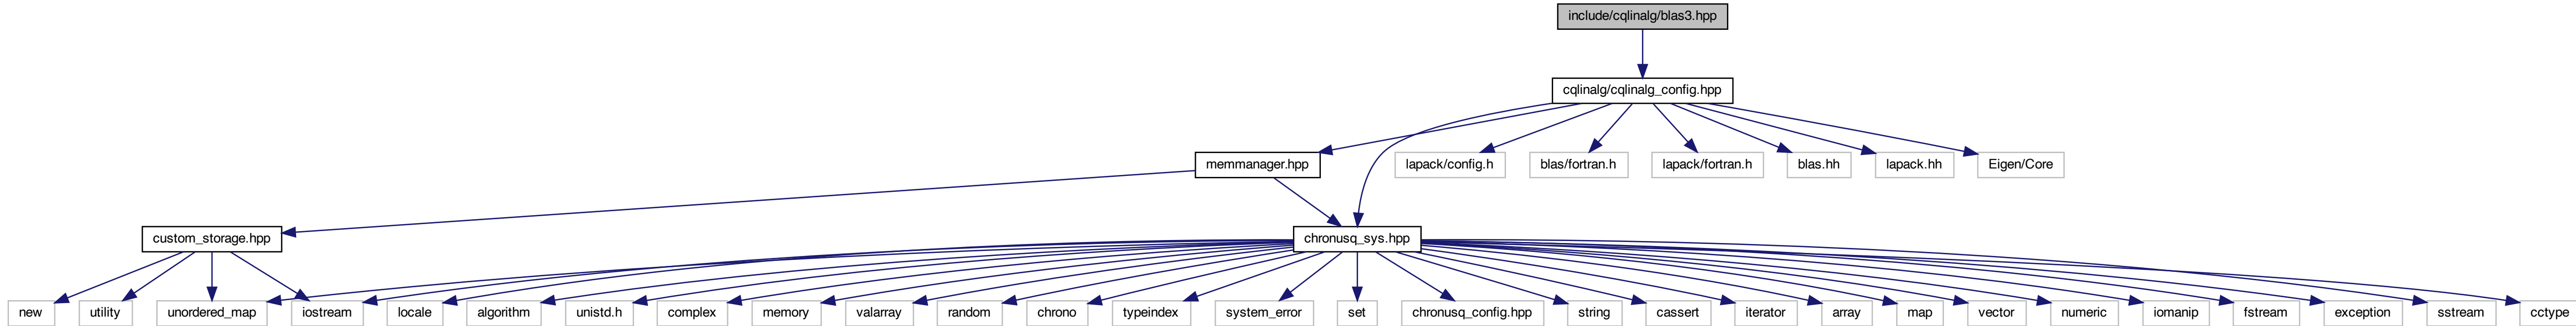 include/cqlinalg/blas3.hpp
cqlinalg/cqlinalg_config.hpp
memmanager.hpp
lapack/config.h
blas/fortran.h
lapack/fortran.h
blas.hh
lapack.hh
Eigen/Core
custom_storage.hpp
chronusq_sys.hpp
new
utility
unordered_map
iostream
locale
algorithm
unistd.h
complex
memory
valarray
random
chrono
typeindex
system_error
set
chronusq_config.hpp
string
cassert
iterator
array
map
vector
numeric
iomanip
fstream
exception
sstream
cctype